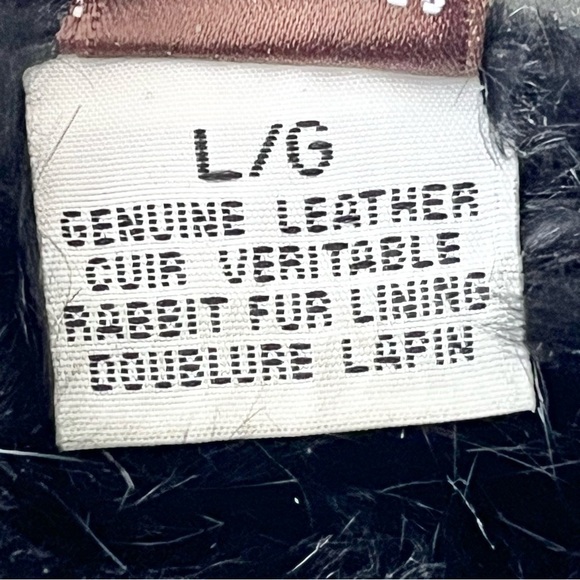 L/G
GENUINE LEATHER
CUIR VERITABLE
RABBIT FUR LINING
DOUBLURE LAPIN